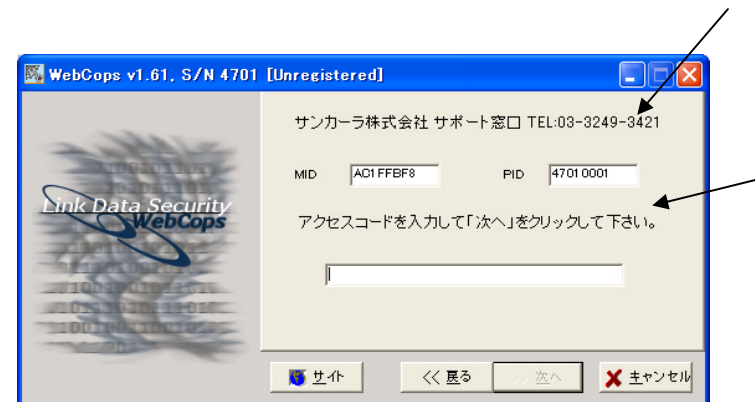 WebCops v1.61, S/N 4701 [Unregistered]
サンカーラ株式会社 サポート窓口 TEL:03-3249-3421
MID AC1FFBF8 PID 47010001
Link Data Security
WebCops
アクセスコードを入力して「次へ」をクリックして下さい。
サイト << 戻る >> 次へ キャンセル